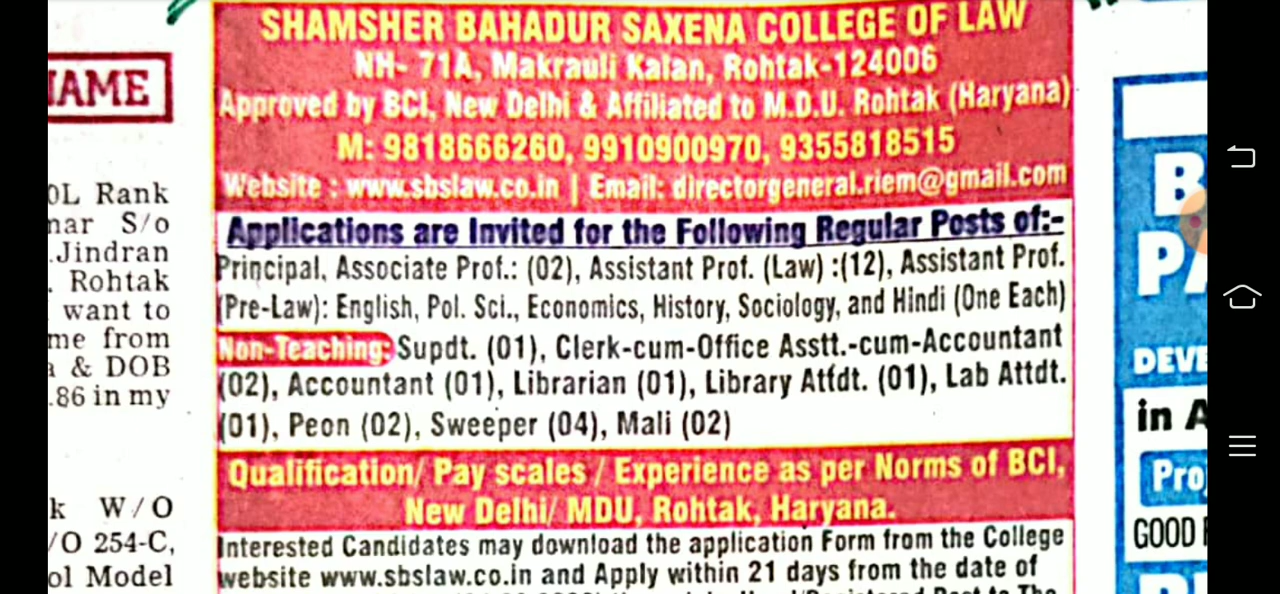 SHAMSHER BAHADUR SAXENA COLLEGE OF LAW
NH- 71A, Makrauli Kalan, Rohtak-124006
Approved by BCI, New Delhi & Affiliated to M.D.U. Rohtak (Haryana)
M: 9818666260, 9910900970, 9355818515
Website : www.sbslaw.co.in | Email: directorgeneral.riem@gmail.com
Applications are Invited for the Following Regular Posts of:-
Principal, Associate Prof.: (02), Assistant Prof. (Law) :(12), Assistant Prof.
(Pre-Law): English, Pol. Sci., Economics, History, Sociology, and Hindi (One Each)
Non-Teaching: Supdt. (01), Clerk-cum-Office Asstt.-cum-Accountant
(02), Accountant (01), Librarian (01), Library Attdt. (01), Lab Attdt.
(01), Peon (02), Sweeper (04), Mali (02)
Qualification/ Pay scales / Experience as per Norms of BCI,
New Delhi/ MDU, Rohtak, Haryana.
Interested Candidates may download the application Form from the College
website www.sbslaw.co.in and Apply within 21 days from the date of
AME
OL Rank
mar S/o
.Jindran
. Rohtak
want to
me from
& DOB
.86 in my
k W/O
/O 254-C,
ol Model
B
PA
DEVE
in A
Pro
GOOD